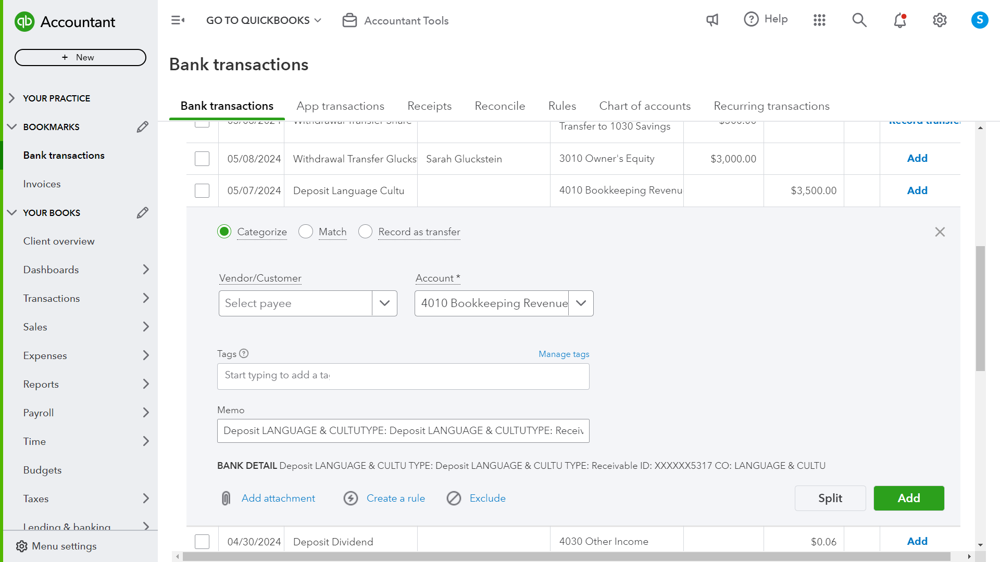 qb Accountant
+ New
YOUR PRACTICE
BOOKMARKS
Bank transactions
Invoices
YOUR BOOKS
Client overview
Dashboards
Transactions
Sales
Expenses
Reports
Payroll
Time
Budgets
Taxes
Lending & banking
Menu settings
GO TO QUICKBOOKS
Accountant Tools
Help
S
Bank transactions
Bank transactions App transactions Receipts Reconcile Rules Chart of accounts Recurring transactions
Withdrawal Transfer Share Transfer to 1030 Savings Record transfer
05/08/2024 Withdrawal Transfer Glucks Sarah Gluckstein 3010 Owner's Equity $3,000.00 Add
05/07/2024 Deposit Language Cultu 4010 Bookkeeping Revenu $3,500.00 Add
Categorize Match Record as transfer
Vendor/Customer Account *
Select payee 4010 Bookkeeping Revenue
Tags Manage tags
Start typing to add a tag
Memo
Deposit LANGUAGE & CULTUTYPE: Deposit LANGUAGE & CULTUTYPE: Receiv
BANK DETAIL Deposit LANGUAGE & CULTU TYPE: Deposit LANGUAGE & CULTU TYPE: Receivable ID: XXXXXX5317 CO: LANGUAGE & CULTU
Add attachment Create a rule Exclude Split Add
04/30/2024 Deposit Dividend 4030 Other Income $0.06 Add